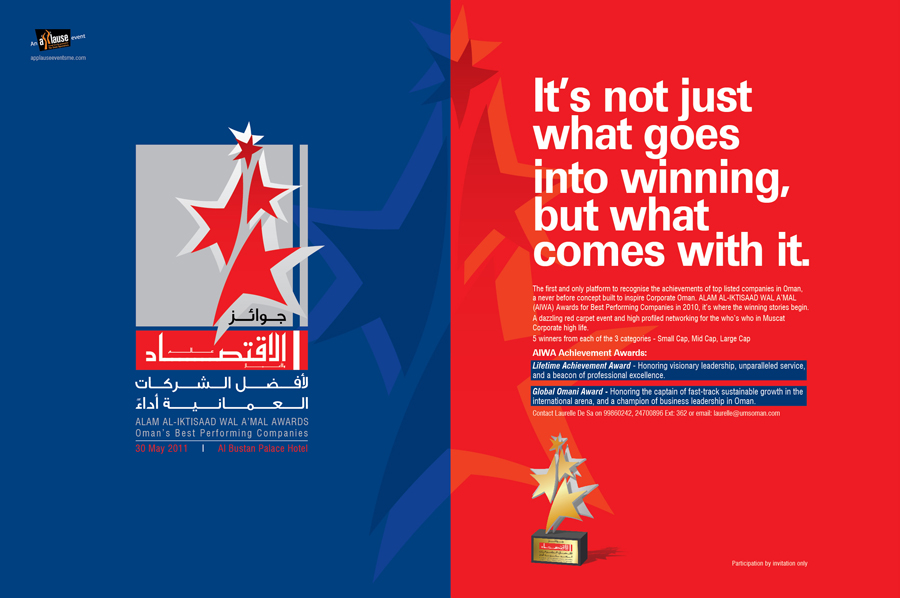 An applause event
applauseeventsme.com
جوائز
الاقتصاد
لأفضل الشركات
العمانية أداءً
ALAM AL-IKTISAAD WAL A'MAL AWARDS
Oman's Best Performing Companies
30 May 2011 I Al Bustan Palace Hotel
It's not just
what goes
into winning,
but what
comes with it.
The first and only platform to recognise the achievements of top listed companies in Oman,
a never before concept built to inspire Corporate Oman. ALAM AL-IKTISAAD WAL A'MAL
(AIWA) Awards for Best Performing Companies in 2010, it's where the winning stories begin.
A dazzling red carpet event and high profiled networking for the who's who in Muscat
Corporate high life.
5 winners from each of the 3 categories - Small Cap, Mid Cap, Large Cap
AIWA Achievement Awards:
Lifetime Achievement Award - Honoring visionary leadership, unparalleled service,
and a beacon of professional excellence.
Global Omani Award - Honoring the captain of fast-track sustainable growth in the
international arena, and a champion of business leadership in Oman.
Contact Laurelle De Sa on 99860242, 24700896 Ext: 362 or email: laurelle@umsoman.com
الاقتصاد
Participation by invitation only